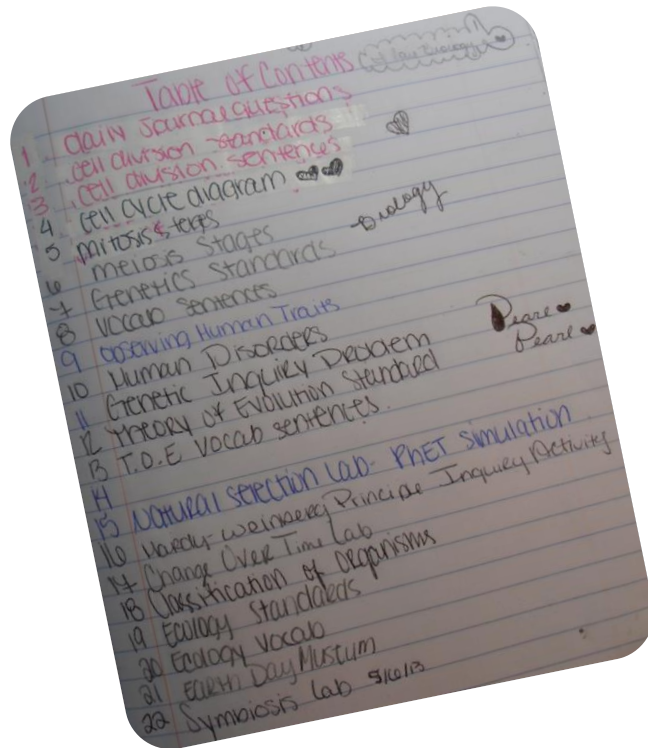 Table of Contents
1 daily Journal questions
2 cell division standards
3 cell division sentences
4 cell cycle diagram
5 mitosis & steps
6 meiosis Stages
7 Genetics Standards
8 vocab sentences
9 observing Human Traits
10 Human Disorders
11 Genetic Inquiry Problem
12 Theory of Evolution Standard
13 T.O.E Vocab sentences.
14
15 Natural selection Lab- PhET simulation
16 Hardy-Weinberg Principle Inquiry Activity
17 Change Over Time Lab
18 Classification of organisms
19 Ecology Standards
20 Ecology vocab
21 Earth Day Museum
22 Symbiosis Lab 5/6/13
Biology
Pearl
Pearl